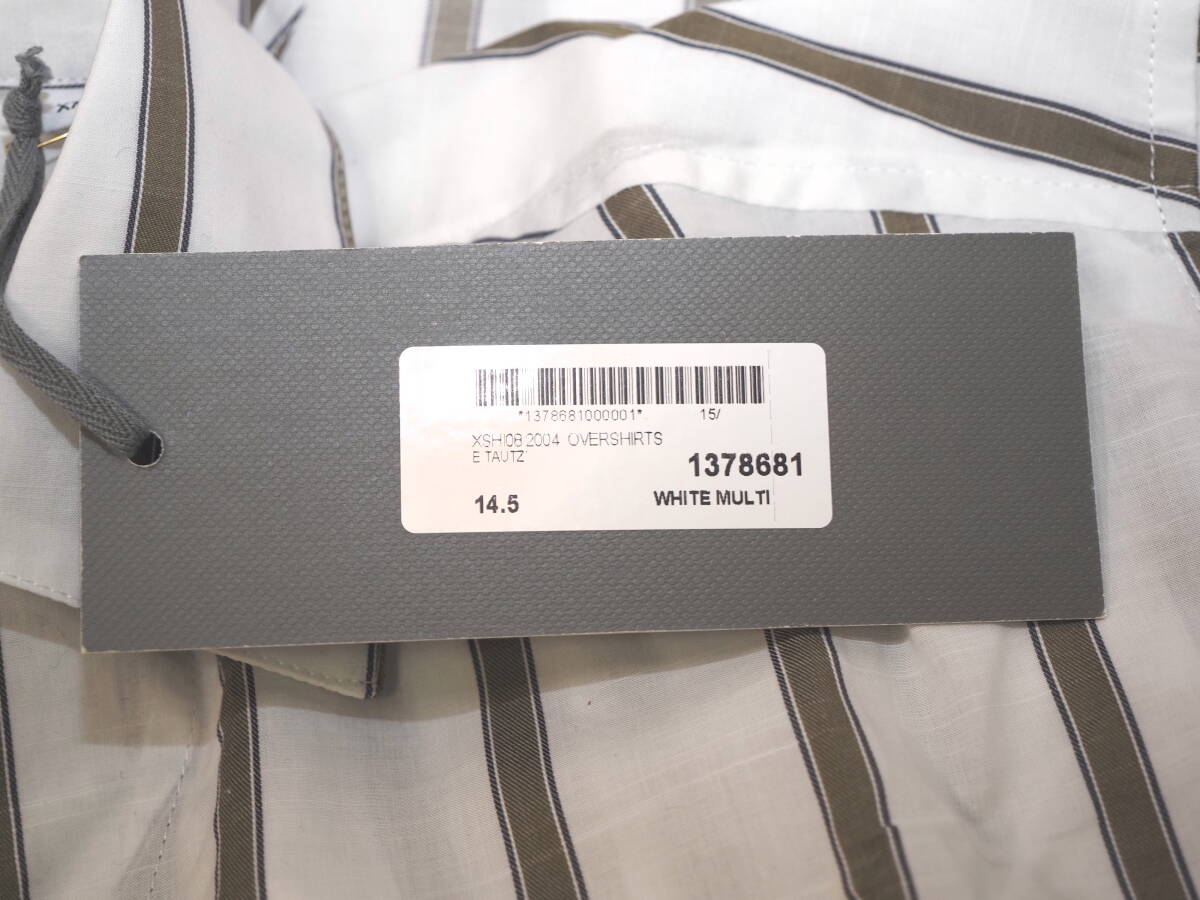 *1378681000001* 15/
XSHI08 2004 OVERSHIRTS
E TAUTZ
1378681
14.5 WHITE MULTI